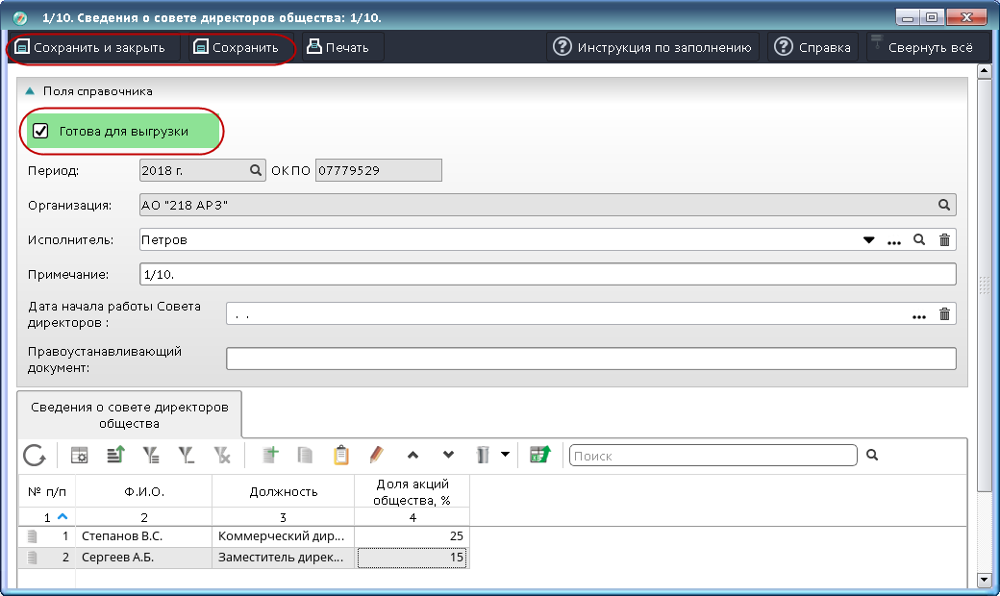 1/10. Сведения о совете директоров общества: 1/10.
Сохранить и закрыть Сохранить Печать Инструкция по заполнению Справка Свернуть всё
Поля справочника
Готова для выгрузки
Период: 2018 г. ОКПО 07779529
Организация: АО "218 АРЗ"
Исполнитель: Петров
Примечание: 1/10.
Дата начала работы Совета
директоров : . .
Правоустанавливающий
документ:
Сведения о совете директоров
общества
Поиск
№ п/п Ф.И.О. Должность Доля акций
общества, %
1 2 3 4
1 Степанов В.С. Коммерческий дир... 25
2 Сергеев А.Б. Заместитель дирек... 15